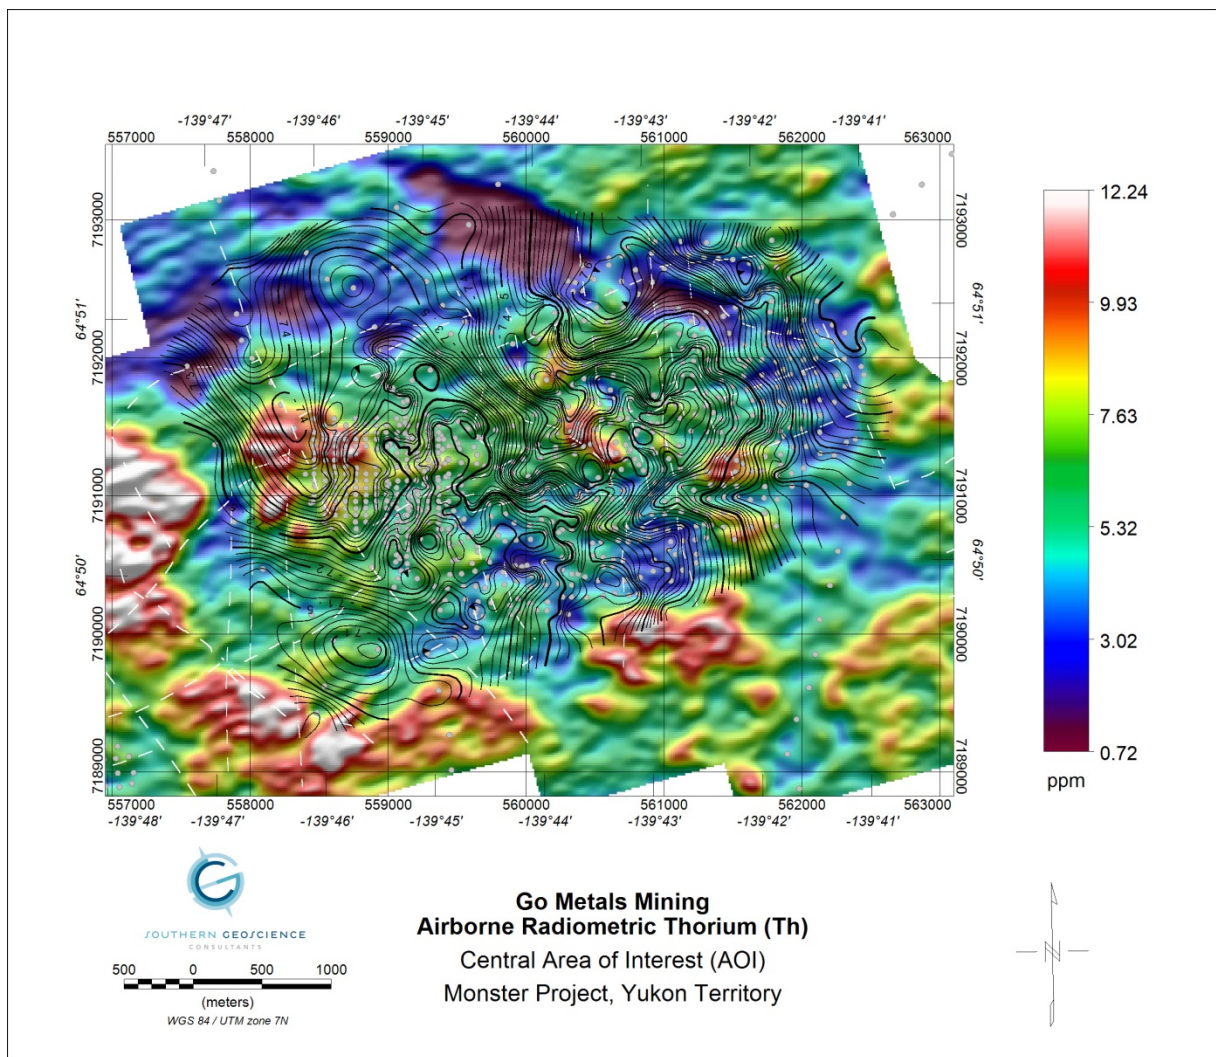 -139°47' -139°46' -139°45' -139°44' -139°43' -139°42' -139°41'
557000 558000 559000 560000 561000 562000 563000
7193000 7193000
64°51' 64°51'
7192000 7192000
7191000 7191000
64°50' 64°50'
7190000 7190000
7189000 7189000
557000 558000 559000 560000 561000 562000 563000
-139°48' -139°47' -139°46' -139°45' -139°44' -139°43' -139°42' -139°41'
12.24
9.93
7.63
5.32
3.02
0.72
ppm
SOUTHERN GEOSCIENCE
CONSULTANTS
500 0 500 1000
(meters)
WGS 84 / UTM zone 7N
Go Metals Mining
Airborne Radiometric Thorium (Th)
Central Area of Interest (AOI)
Monster Project, Yukon Territory
N